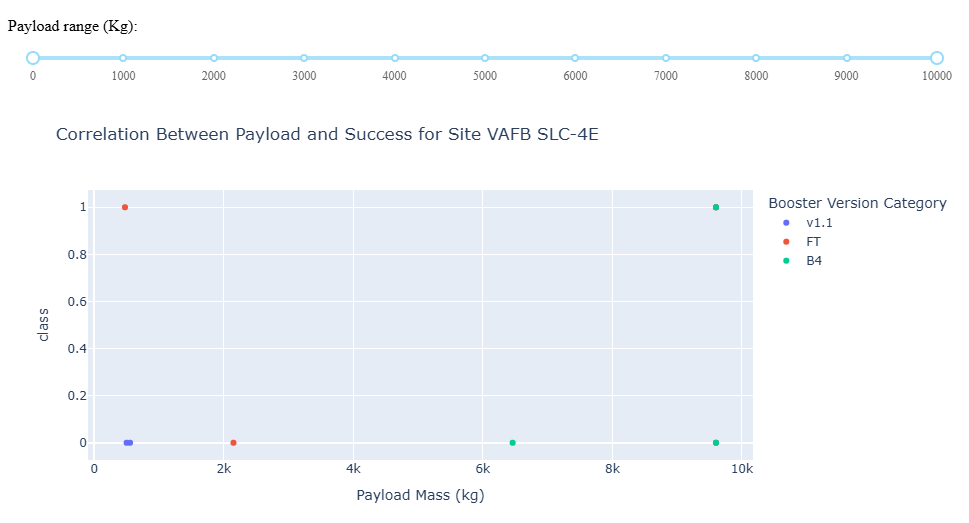 Payload range (Kg):
0 1000 2000 3000 4000 5000 6000 7000 8000 9000 10000
Correlation Between Payload and Success for Site VAFB SLC-4E
Booster Version Category
v1.1
FT
B4
1
0.8
0.6
0.4
0.2
0
class
0 2k 4k 6k 8k 10k
Payload Mass (kg)